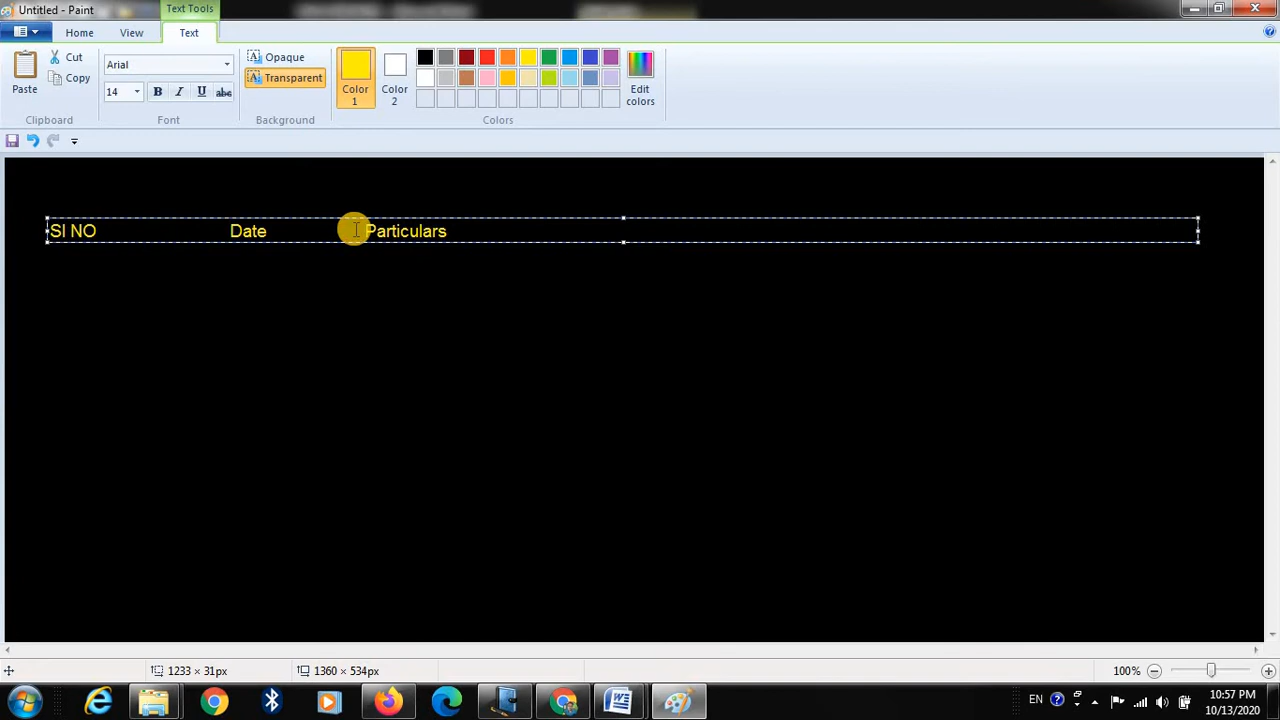 Untitled - Paint
Text Tools
Home
View
Text
Paste
Cut
Copy
Clipboard
Arial
14
B I U abc
Font
Opaque
Transparent
Background
Color 1
Color 2
Edit colors
Colors
SI NO Date Particulars
1233 × 31px
1360 × 534px
100%
EN
10:57 PM
10/13/2020